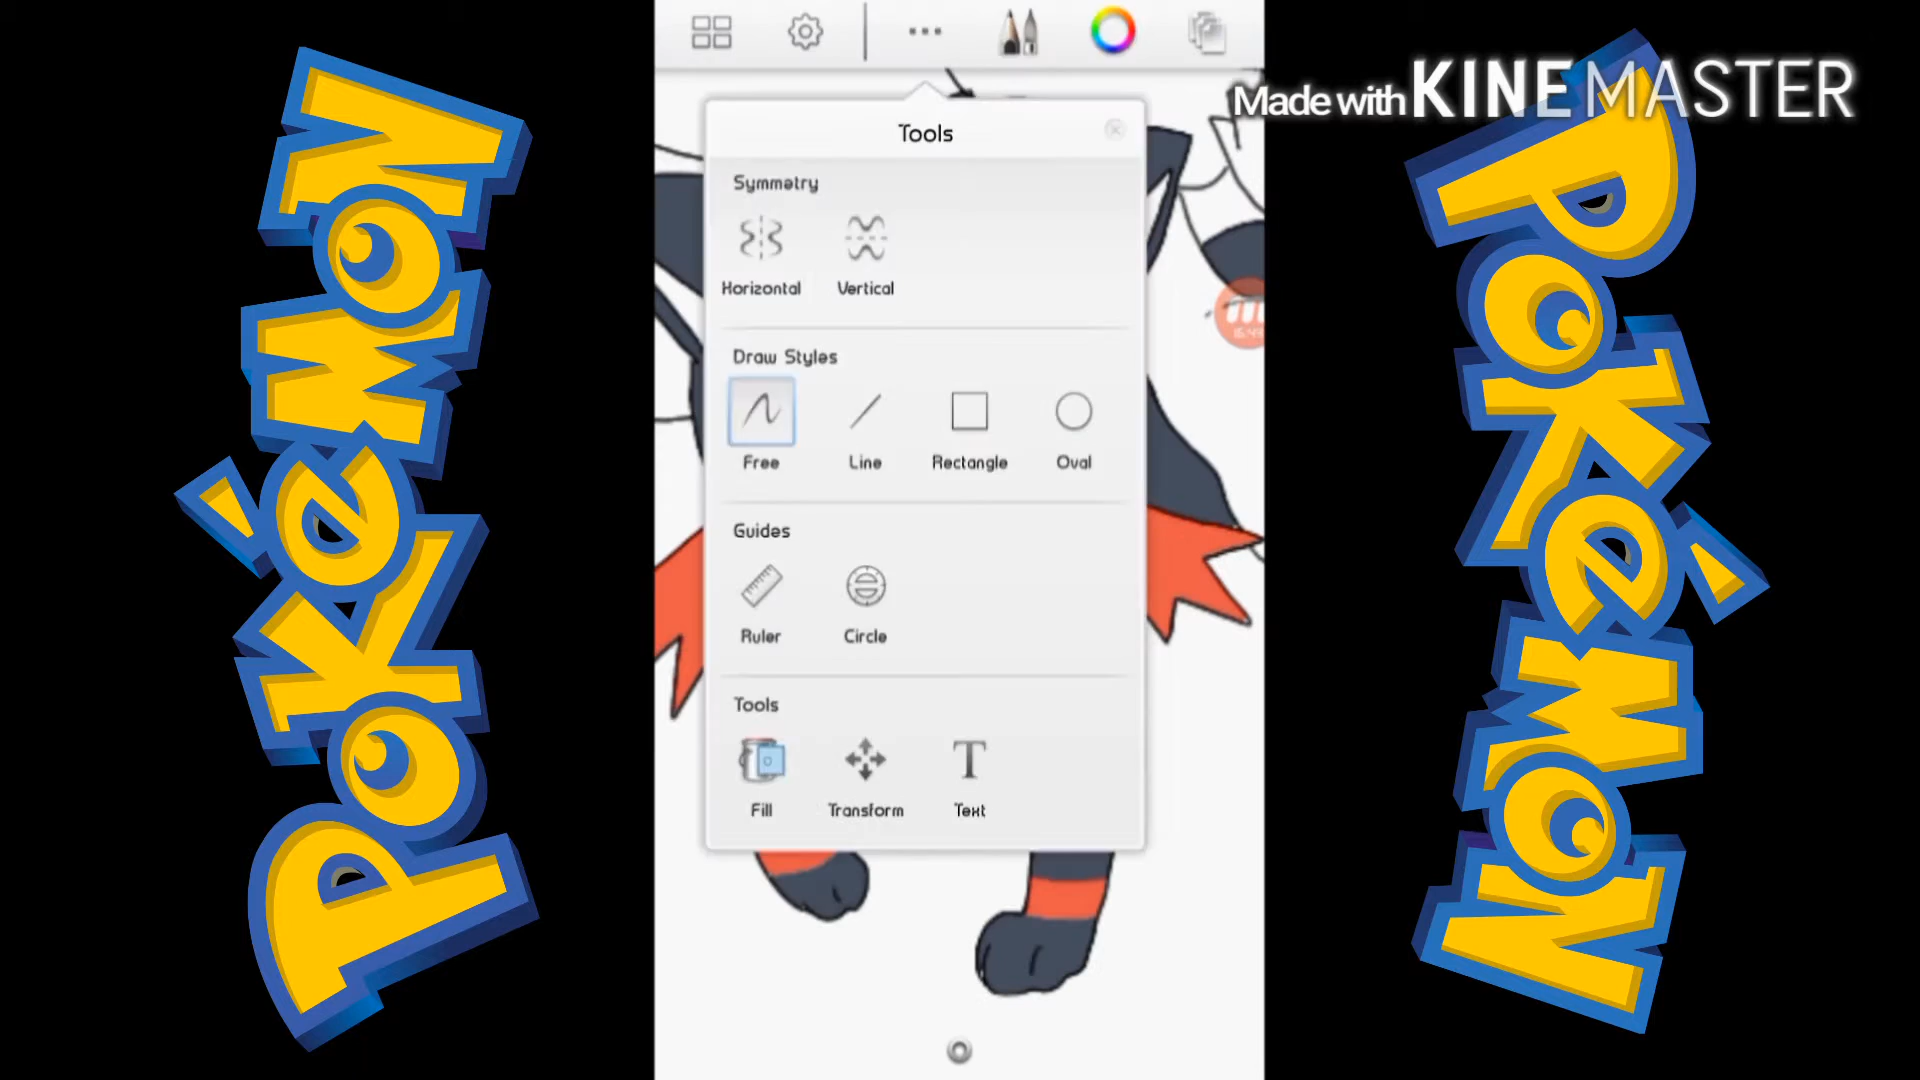 Made with KINEMASTER
Pokémon
Pokémon
Tools
Symmetry
Horizontal Vertical
Draw Styles
Free Line Rectangle Oval
Guides
Ruler Circle
Tools
Fill Transform Text